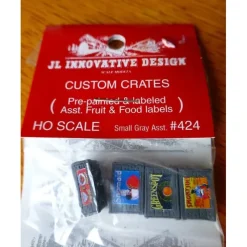 JL INNOVATIVE DESIGN
SCALE MODELS
CUSTOM CRATES
(Pre-painted & labeled
Asst. Fruit & Food labels)
HO SCALE
Small Gray Asst. #424